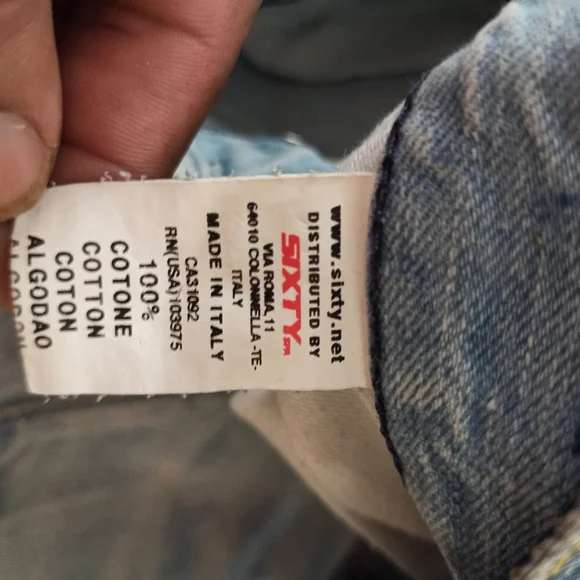 www.sixty.net
DISTRIBUTED BY
SIXTY SPA
VIA ROMA, 11
64010 COLONNELLA -TE-
ITALY
MADE IN ITALY
CA31092
RN(USA)103975
100%
COTONE
COTTON
COTON
ALGODAO